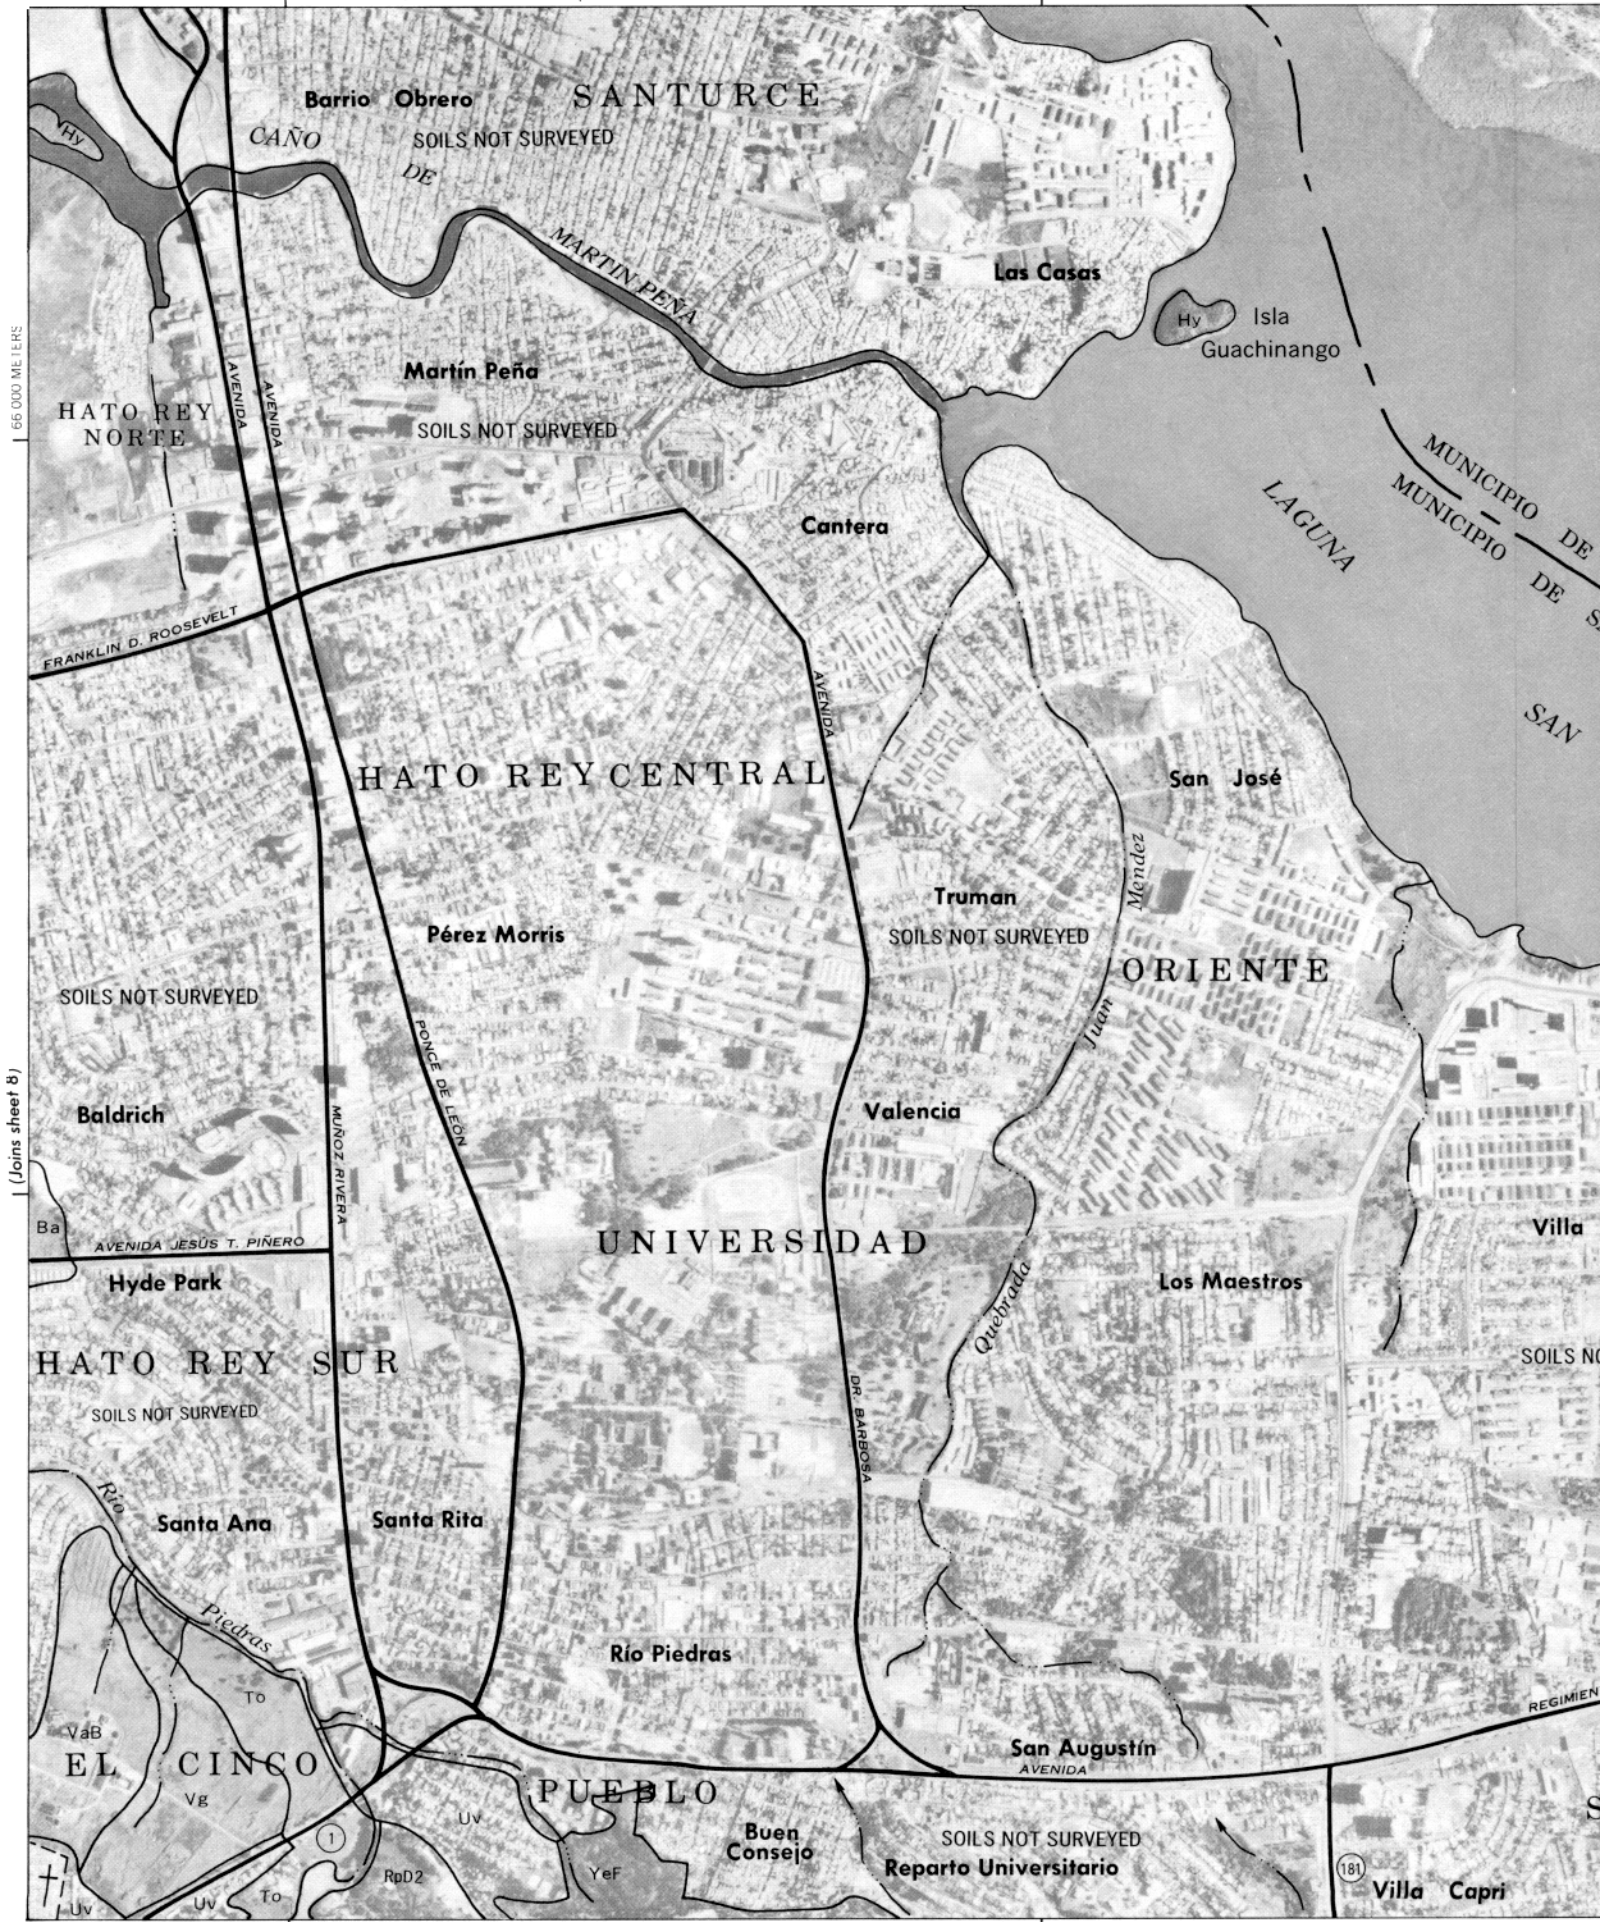 Barrio Obrero
SANTURCE
CAÑO
SOILS NOT SURVEYED
DE
Hy
MARTIN PEÑA
Las Casas
Hy
Isla
Guachinango
66 000 METERS
AVENIDA
AVENIDA
Martín Peña
HATO REY
NORTE
SOILS NOT SURVEYED
MUNICIPIO DE
MUNICIPIO DE
LAGUNA
Cantera
FRANKLIN D. ROOSEVELT
AVENIDA
SAN
HATO REY CENTRAL
San José
Mendez
Truman
SOILS NOT SURVEYED
Pérez Morris
ORIENTE
SOILS NOT SURVEYED
Juan
PONCE DE LEÓN
(Joins sheet 8)
Baldrich
MUÑOZ RIVERA
Valencia
Ba
AVENIDA JESÚS T. PIÑERO
UNIVERSIDAD
Villa
Hyde Park
Los Maestros
Quebrada
HATO REY SUR
SOILS NO
SOILS NOT SURVEYED
DR. BARBOSA
Río
Santa Ana
Santa Rita
Piedras
Río Piedras
To
REGIMIEN
VaB
EL CINCO
San Augustín
AVENIDA
PUEBLO
Vg
Uv
1
Buen
Consejo
SOILS NOT SURVEYED
Reparto Universitario
181
Villa Capri
RpD2
YeF
Uv
Uv
To